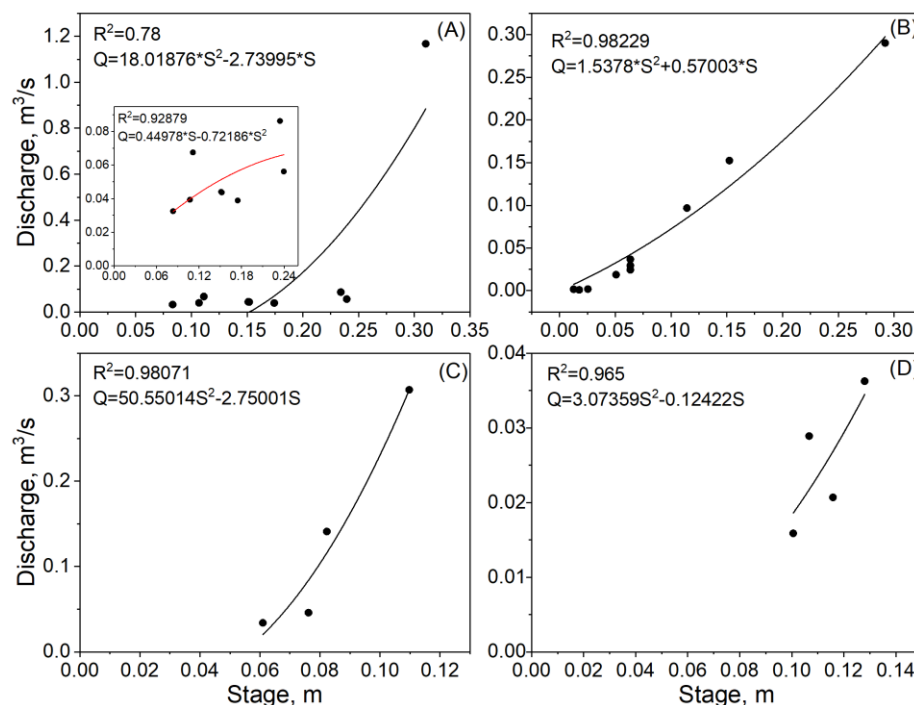 (A)
R²=0.78
Q=18.01876*S²-2.73995*S
R²=0.92879
Q=0.44978*S-0.72186*S²
0.08
0.06
0.04
0.02
0.00
0.00 0.06 0.12 0.18 0.24
1.2
1.0
0.8
0.6
0.4
0.2
0.0
0.00 0.05 0.10 0.15 0.20 0.25 0.30 0.35
Discharge, m³/s
(B)
R²=0.98229
Q=1.5378*S²+0.57003*S
0.30
0.25
0.20
0.15
0.10
0.05
0.00
0.00 0.05 0.10 0.15 0.20 0.25 0.30
(C)
R²=0.98071
Q=50.55014S²-2.75001S
0.3
0.2
0.1
0.0
0.00 0.02 0.04 0.06 0.08 0.10 0.12
Discharge, m³/s
Stage, m
(D)
R²=0.965
Q=3.07359S²-0.12422S
0.04
0.03
0.02
0.01
0.00
0.00 0.02 0.04 0.06 0.08 0.10 0.12 0.14
Stage, m